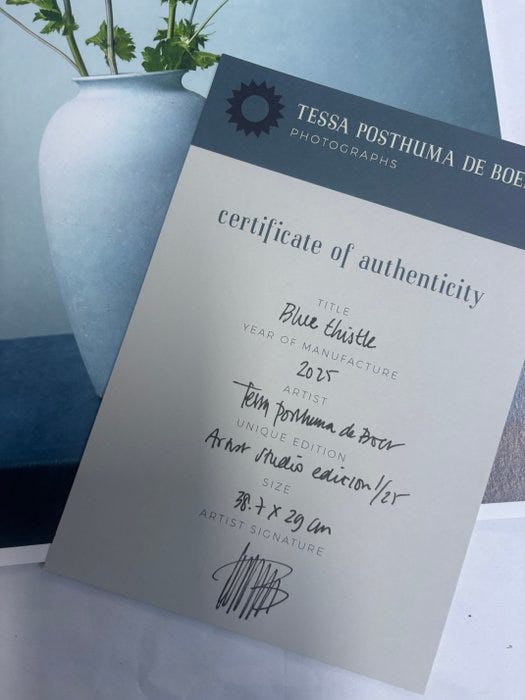 TESSA POSTHUMA DE BOE
PHOTOGRAPHS
certificate of authenticity
TITLE
Blue thistle
YEAR OF MANUFACTURE
2025
ARTIST
Tessa Posthuma de Boer
UNIQUE EDITION
Artist studio edicion 1/25
SIZE
38.7 x 29 cm
ARTIST SIGNATURE